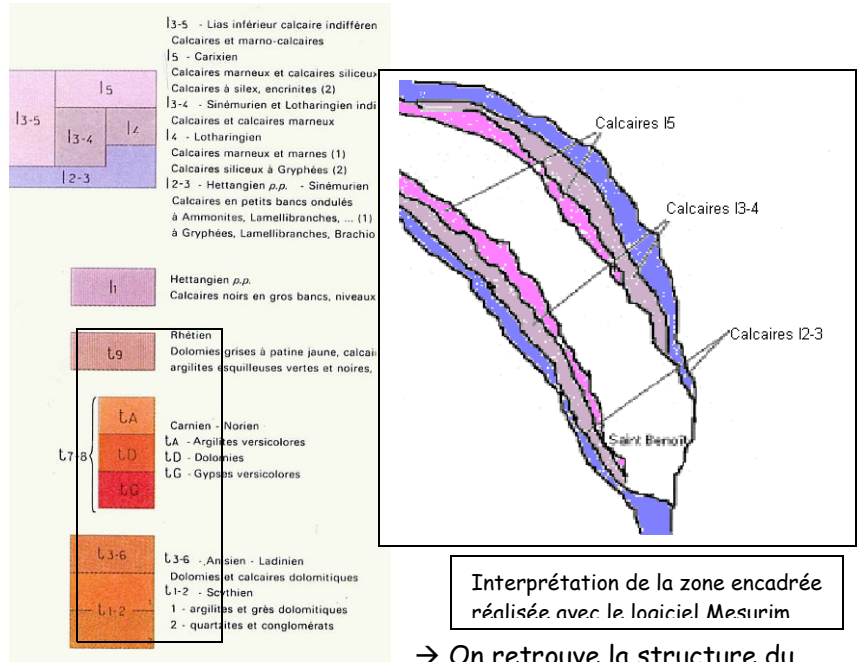 l3-5 - Lias inférieur calcaire indifféren
Calcaires et marno-calcaires
l5 - Carixien
Calcaires marneux et calcaires siliceux
Calcaires à silex, encrinites (2)
l3-4 - Sinémurien et Lotharingien indi
Calcaires et calcaires marneux
l4 - Lotharingien
Calcaires marneux et marnes (1)
Calcaires siliceux à Gryphées (2)
l2-3 - Hettangien p.p. - Sinémurien
Calcaires en petits bancs ondulés
à Ammonites, Lamellibranches, ... (1)
à Gryphées, Lamellibranches, Brachio
l3-5
l5
l3-4
l4
l2-3
l1
Hettangien p.p.
Calcaires noirs en gros bancs, niveaux
t9
Rhétien
Dolomies grises à patine jaune, calcai
argilites esquilleuses vertes et noires,
t7-8
tA
tD
tG
Carnien - Norien
tA - Argilites versicolores
tD - Dolomies
tG - Gypses versicolores
t3-6
t1-2
1
2
t3-6 - Anisien - Ladinien
Dolomies et calcaires dolomitiques
t1-2 - Scythien
1 - argilites et grès dolomitiques
2 - quartzites et conglomérats
Calcaires l5
Calcaires l3-4
Calcaires l2-3
Saint Benoît
Interprétation de la zone encadrée
réalisée avec le logiciel Mesurim
→ On retrouve la structure du